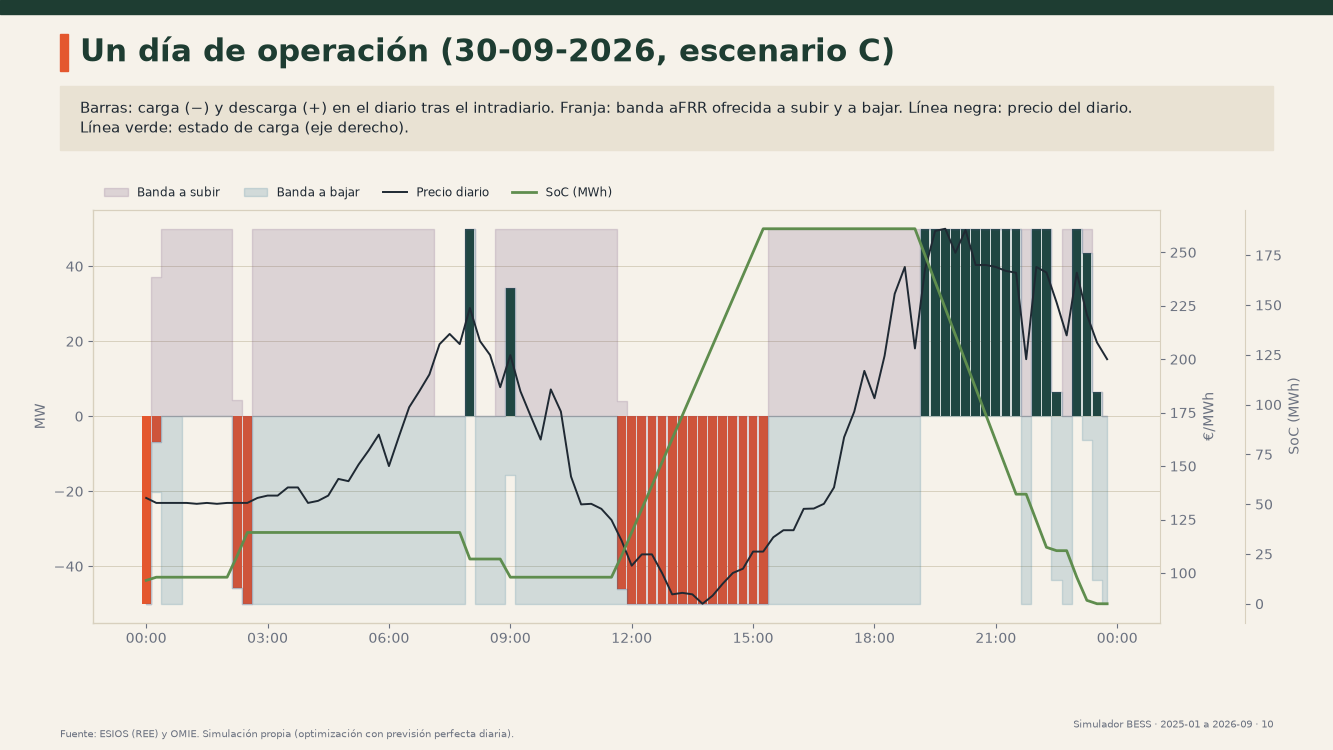 Un día de operación (30-09-2026, escenario C)
Barras: carga (−) y descarga (+) en el diario tras el intradiario. Franja: banda aFRR ofrecida a subir y a bajar. Línea negra: precio del diario.
Línea verde: estado de carga (eje derecho).
Banda a subir Banda a bajar Precio diario SoC (MWh)
MW
40
20
0
−20
−40
00:00 03:00 06:00 09:00 12:00 15:00 18:00 21:00 00:00
250
225
200
175
150
125
100
€/MWh
175
150
125
100
75
50
25
0
SoC (MWh)
Simulador BESS · 2025-01 a 2026-09 · 10
Fuente: ESIOS (REE) y OMIE. Simulación propia (optimización con previsión perfecta diaria).